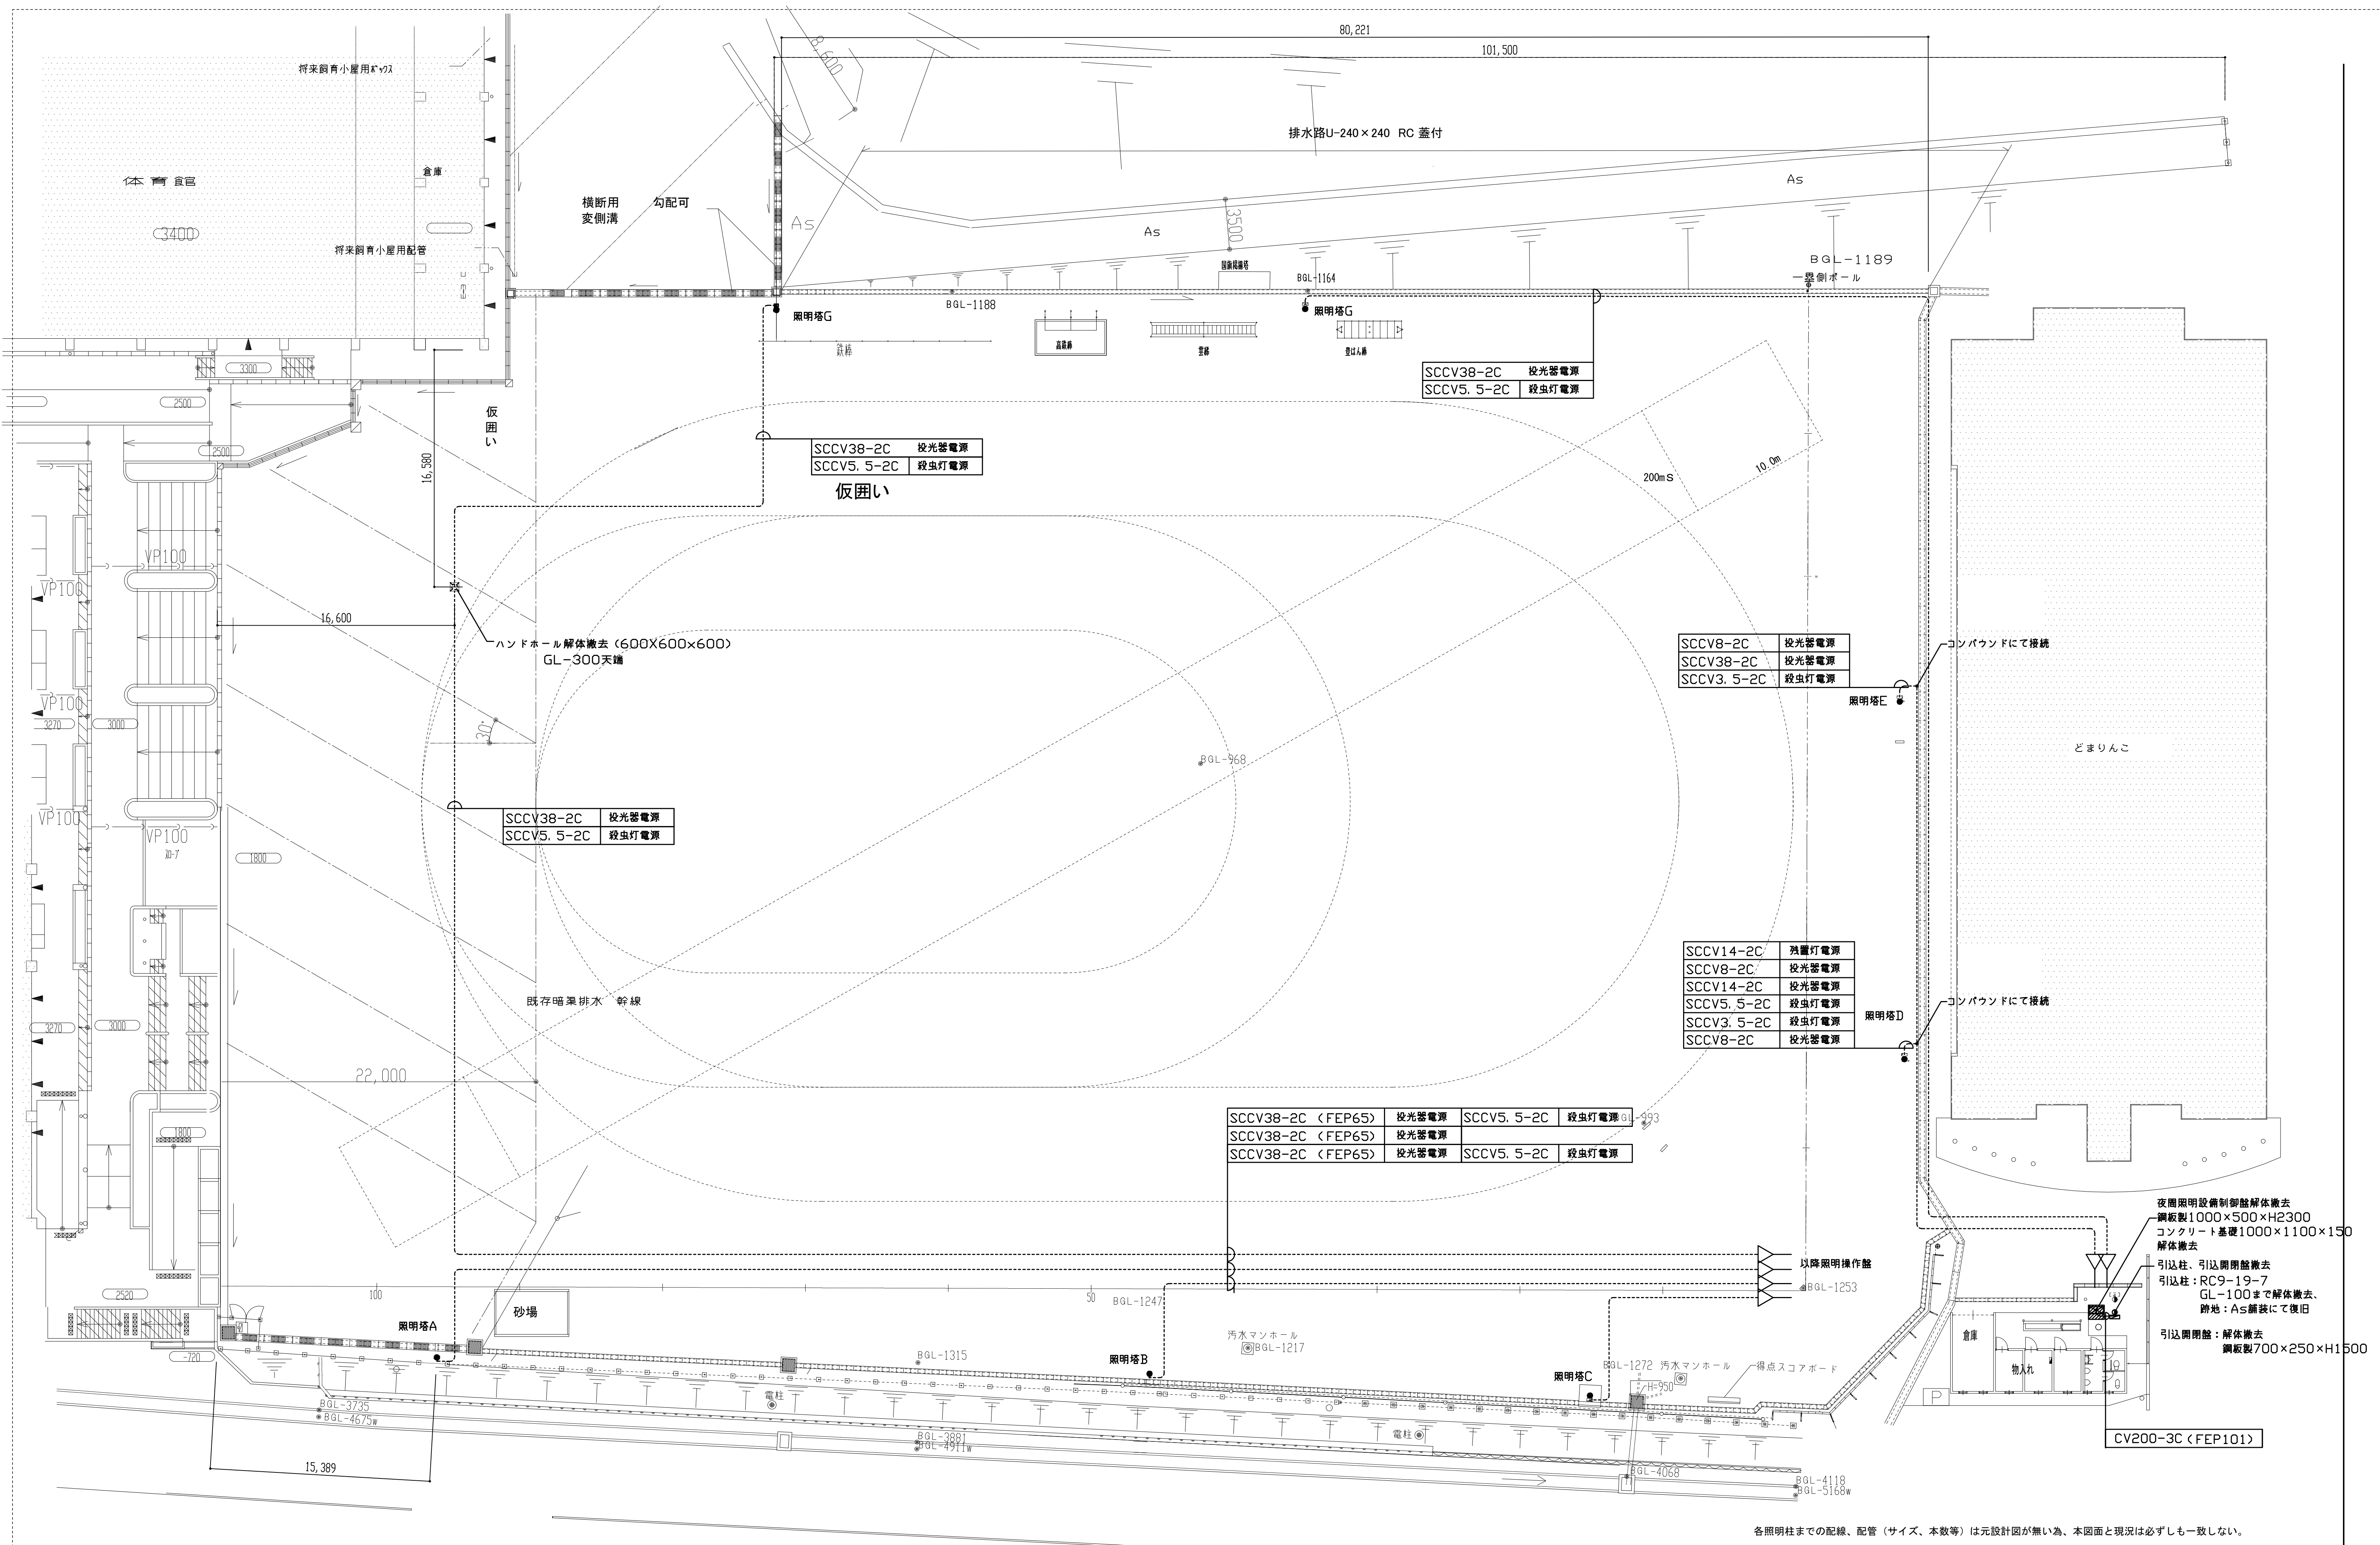 80,221
101,500
将来飼育小屋用ﾎﾞｯｸｽ
B-600
排水路U-240×240 RC 蓋付
体育館
倉庫
3400
横断用 勾配可
変側溝
As
As
As
3500
将来飼育小屋用配管
国旗掲揚塔
BGL-1164
BGL-1189
一塁側ポール
BGL-1188
照明塔G
照明塔G
鉄棒
高鉄棒
雲梯
登はん棒
3300
2500
2500
仮囲い
16,580
SCCV38-2C 投光器電源
SCCV5.5-2C 殺虫灯電源
SCCV38-2C 投光器電源
SCCV5.5-2C 殺虫灯電源
仮囲い
200mS
10.0m
VP100
VP100
16,600
ハンドホール解体撤去（600X600x600）
GL-300天端
SCCV8-2C 投光器電源
SCCV38-2C 投光器電源
SCCV3.5-2C 殺虫灯電源
コンパウンドにて接続
照明塔E
VP100
3270
3000
30°
BGL-968
どまりんこ
VP100
VP100
ｽﾛｰﾌﾟ
1800
SCCV38-2C 投光器電源
SCCV5.5-2C 殺虫灯電源
既存暗渠排水 幹線
SCCV14-2C 残置灯電源
SCCV8-2C 投光器電源
SCCV14-2C 投光器電源
SCCV5.5-2C 殺虫灯電源
SCCV3.5-2C 殺虫灯電源
SCCV8-2C 投光器電源
照明塔D
コンパウンドにて接続
3270
3000
22,000
1800
SCCV38-2C （FEP65） 投光器電源 SCCV5.5-2C 殺虫灯電源
SCCV38-2C （FEP65） 投光器電源
SCCV38-2C （FEP65） 投光器電源 SCCV5.5-2C 殺虫灯電源
BGL-993
以降照明操作盤
夜間照明設備制御盤解体撤去
鋼板製1000×500×H2300
コンクリート基礎1000×1100×150
解体撤去
引込柱、引込開閉盤撤去
引込柱：RC9-19-7
GL-100まで解体撤去、
跡地：As舗装にて復旧
引込開閉盤：解体撤去
鋼板製700×250×H1500
2520
100
50
BGL-1247
BGL-1253
砂場
照明塔A
-720
BGL-1315
照明塔B
汚水マンホール
BGL-1217
照明塔C
BGL-1272 汚水マンホール
得点スコアボード
H-950
倉庫
物入れ
P
電柱
電柱
BGL-3735
BGL-4675w
BGL-3881
BGL-4911w
BGL-4068
BGL-4118
BGL-5168w
15,389
CV200-3C（FEP101）
各照明柱までの配線、配管（サイズ、本数等）は元設計図が無い為、本図面と現況は必ずしも一致しない。